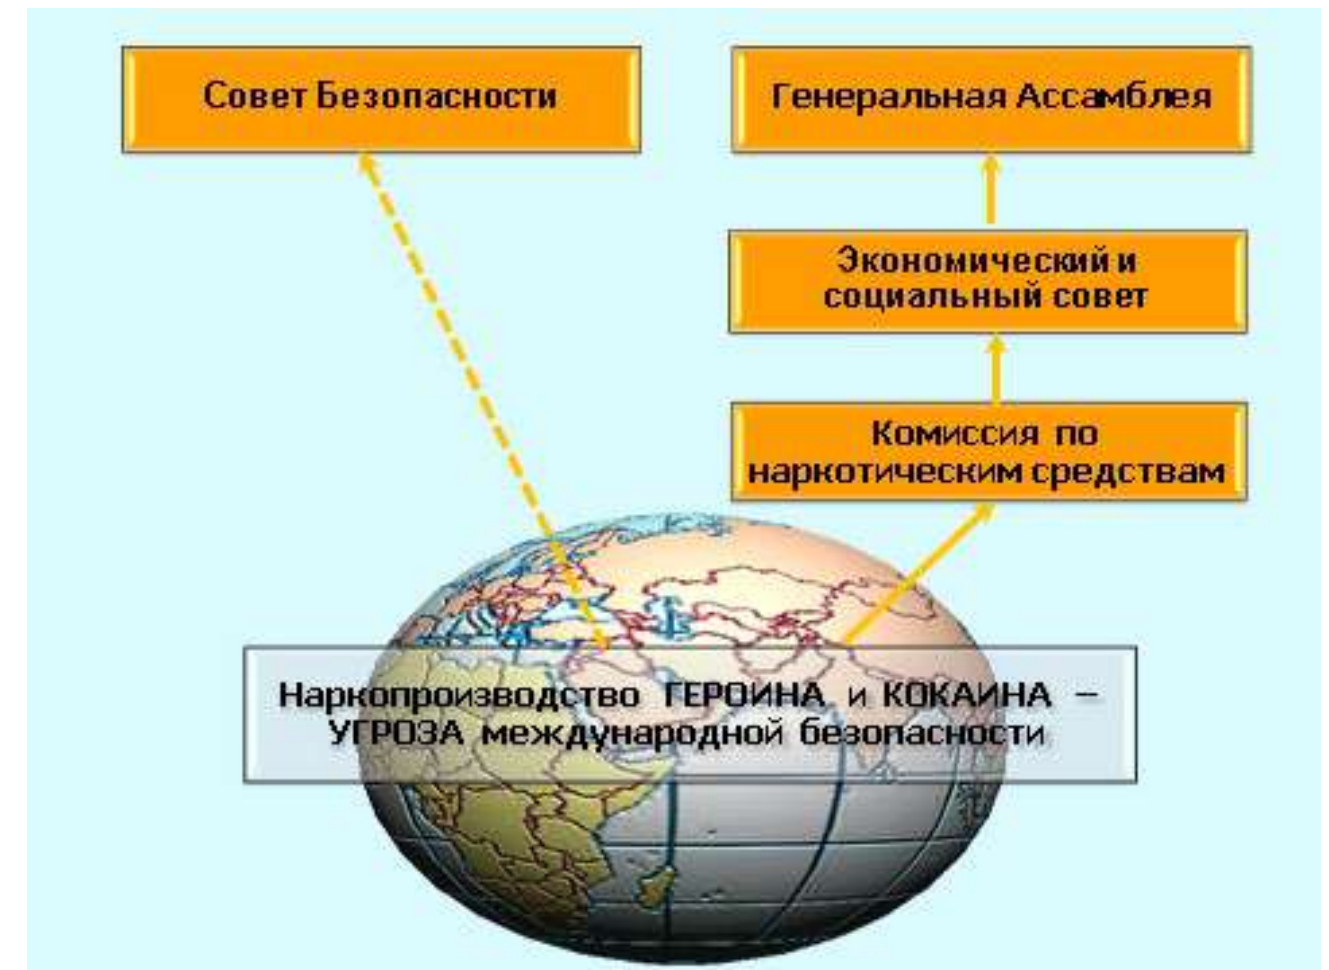 Совет Безопасности
Генеральная Ассамблея
Экономический и
социальный совет
Комиссия по
наркотическим средствам
Наркопроизводство ГЕРОИНА и КОКАИНА –
УГРОЗА международной безопасности